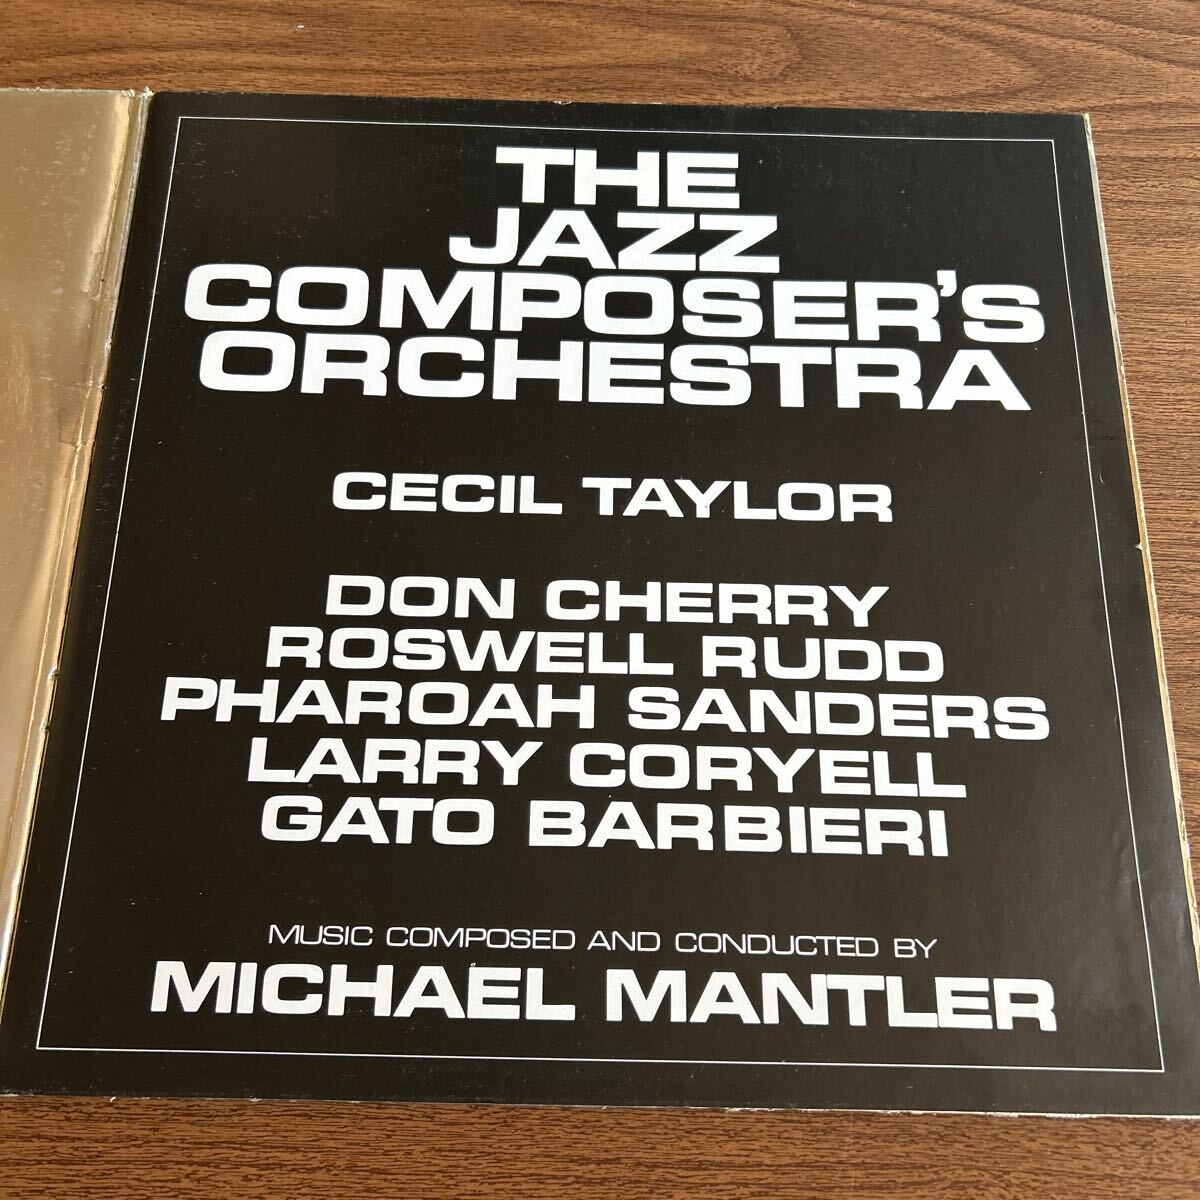 THE
JAZZ
COMPOSER'S
ORCHESTRA
CECIL TAYLOR
DON CHERRY
ROSWELL RUDD
PHAROAH SANDERS
LARRY CORYELL
GATO BARBIERI
MUSIC COMPOSED AND CONDUCTED BY
MICHAEL MANTLER